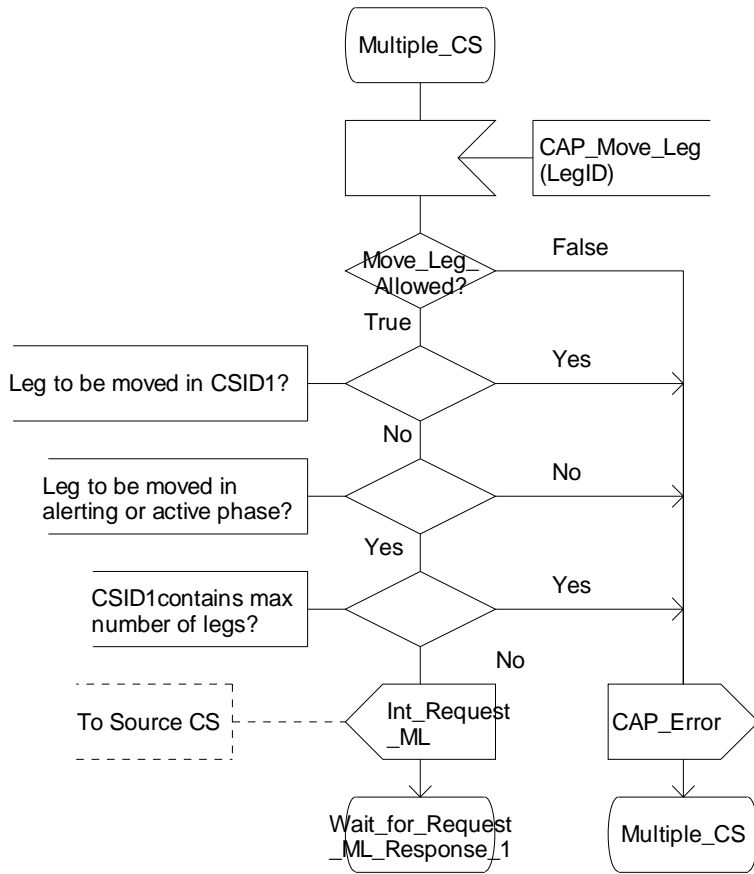 Multiple_CS
CAP_Move_Leg
(LegID)
Move_Leg_
Allowed?
False
True
Leg to be moved in CSID1?
Yes
No
Leg to be moved in
alerting or active phase?
No
Yes
CSID1contains max
number of legs?
Yes
No
To Source CS
Int_Request
_ML
CAP_Error
Wait_for_Request
_ML_Response_1
Multiple_CS